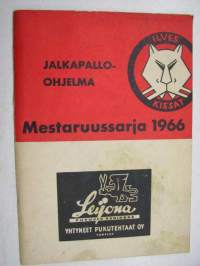 JALKAPALLO-
OHJELMA
ILVES
KISSAT
Mestaruussarja 1966
Leijona
YHTYNEET PUKUTEHTAAT OY